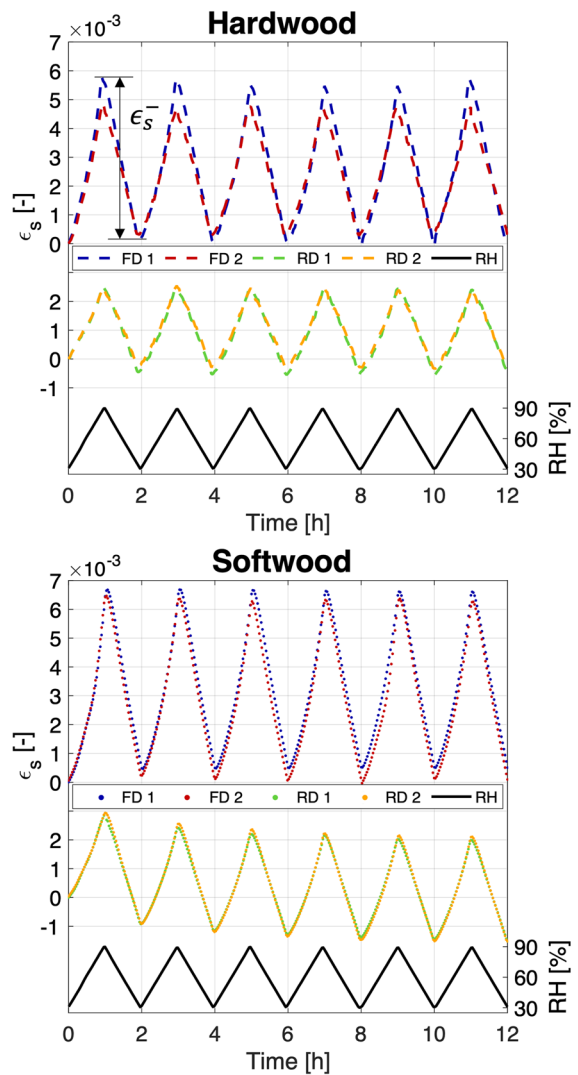 Hardwood
×10⁻³
7
6
5
4
3
2
1
0
ϵₛ⁻
ϵₛ [-]
FD 1 FD 2 RD 1 RD 2 RH
2
1
0
-1
90
60
30
RH [%]
0 2 4 6 8 10 12
Time [h]
Softwood
×10⁻³
7
6
5
4
3
2
1
0
ϵₛ [-]
FD 1 FD 2 RD 1 RD 2 RH
2
1
0
-1
90
60
30
RH [%]
0 2 4 6 8 10 12
Time [h]